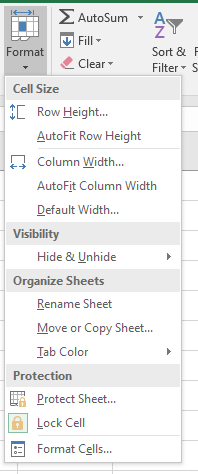 Format
AutoSum
Fill
Clear
Sort &
Filter
Cell Size
Row Height...
AutoFit Row Height
Column Width...
AutoFit Column Width
Default Width...
Visibility
Hide & Unhide
Organize Sheets
Rename Sheet
Move or Copy Sheet...
Tab Color
Protection
Protect Sheet...
Lock Cell
Format Cells...